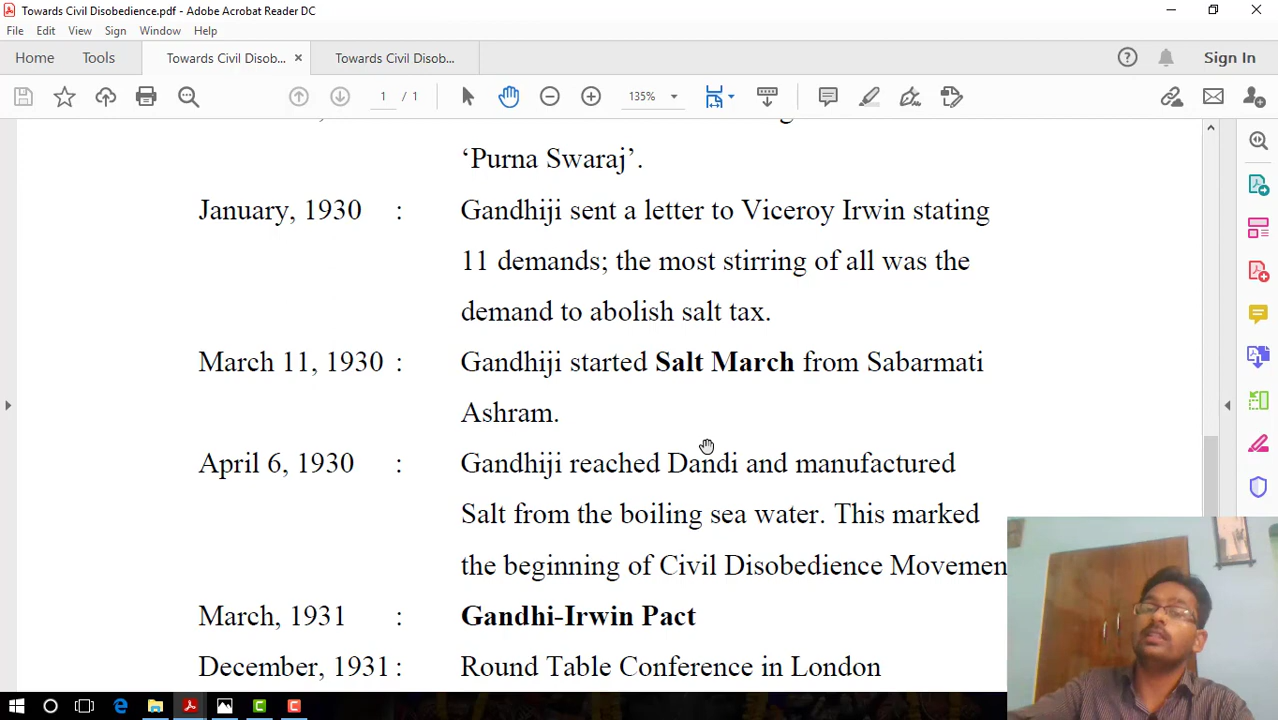 Towards Civil Disobedience.pdf - Adobe Acrobat Reader DC
File Edit View Sign Window Help
Home Tools Towards Civil Disob... Towards Civil Disob... Sign In
1 / 1 135%
‘Purna Swaraj’.
January, 1930 : Gandhiji sent a letter to Viceroy Irwin stating
11 demands; the most stirring of all was the
demand to abolish salt tax.
March 11, 1930 : Gandhiji started Salt March from Sabarmati
Ashram.
April 6, 1930 : Gandhiji reached Dandi and manufactured
Salt from the boiling sea water. This marked
the beginning of Civil Disobedience Movemen
March, 1931 : Gandhi-Irwin Pact
December, 1931 : Round Table Conference in London